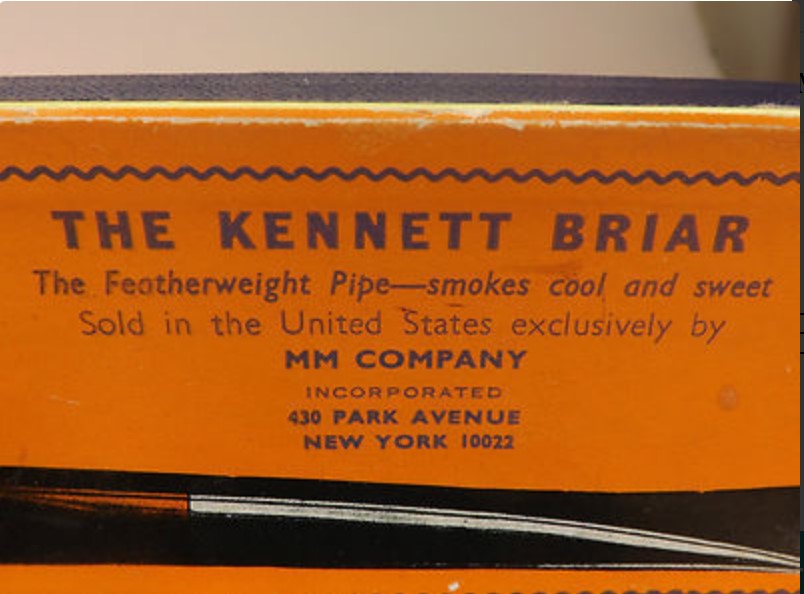 THE KENNETT BRIAR
The Featherweight Pipe—smokes cool and sweet
Sold in the United States exclusively by
MM COMPANY
INCORPORATED
430 PARK AVENUE
NEW YORK 10022